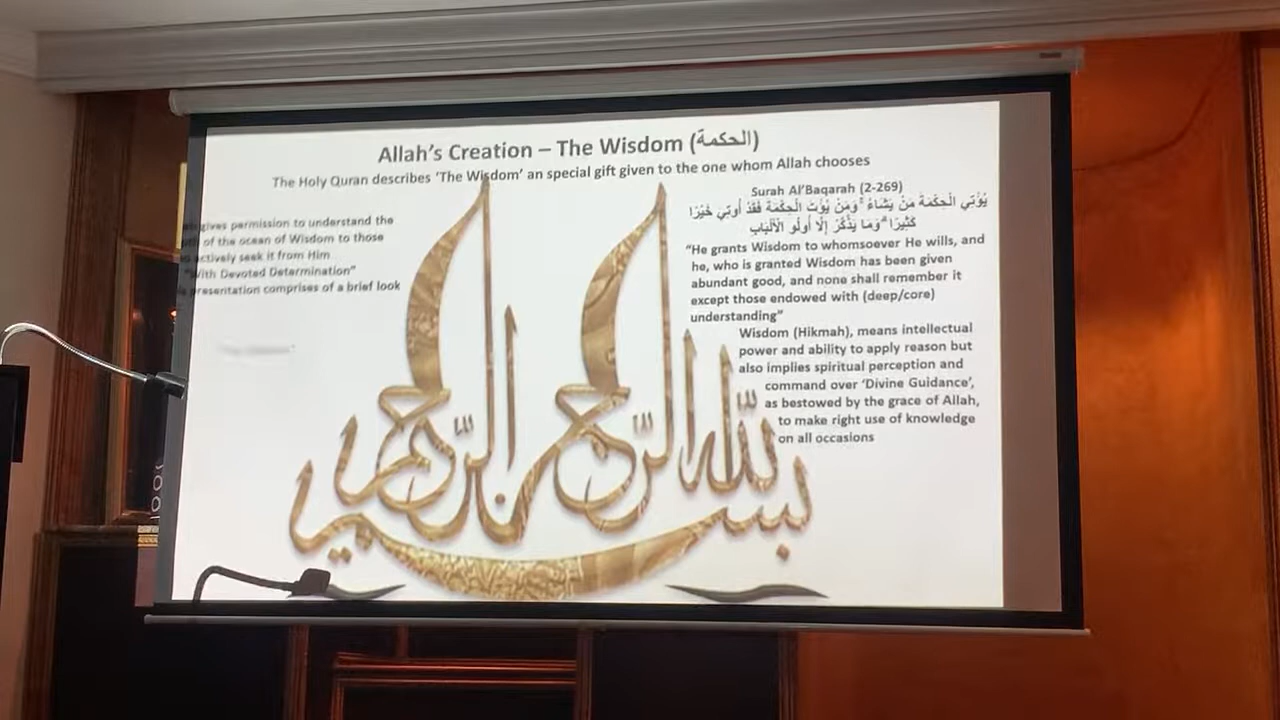 Allah's Creation – The Wisdom (الحكمة)
The Holy Quran describes 'The Wisdom' an special gift given to the one whom Allah chooses
gives permission to understand the
of the ocean of Wisdom to those
actively seek it from Him
"With Devoted Determination"
presentation comprises of a brief look
Surah Al'Baqarah (2-269)
يُؤْتِي الْحِكْمَةَ مَنْ يَشَاءُ ۚ وَمَنْ يُؤْتَ الْحِكْمَةَ فَقَدْ أُوتِيَ خَيْرًا
كَثِيرًا ۗ وَمَا يَذَّكَّرُ إِلَّا أُولُو الْأَلْبَابِ
"He grants Wisdom to whomsoever He wills, and
he, who is granted Wisdom has been given
abundant good, and none shall remember it
except those endowed with (deep/core)
understanding"
Wisdom (Hikmah), means intellectual
power and ability to apply reason but
also implies spiritual perception and
command over 'Divine Guidance',
as bestowed by the grace of Allah,
to make right use of knowledge
on all occasions
بسم الله الرحمن الرحيم